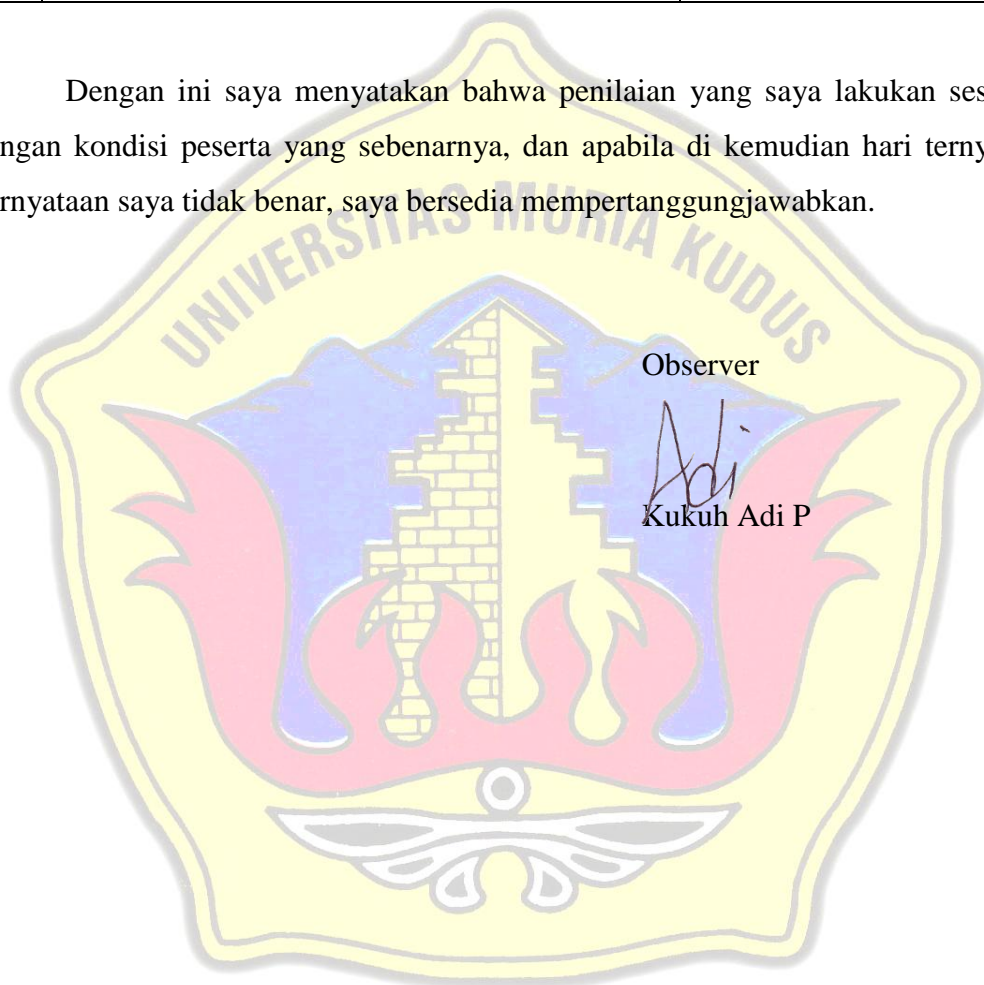 Dengan ini saya menyatakan bahwa penilaian yang saya lakukan ses
ngan kondisi peserta yang sebenarnya, dan apabila di kemudian hari terny
rnyataan saya tidak benar, saya bersedia mempertanggungjawabkan.
UNIVERSITAS MURIA KUDUS
Observer
Adi
Kukuh Adi P